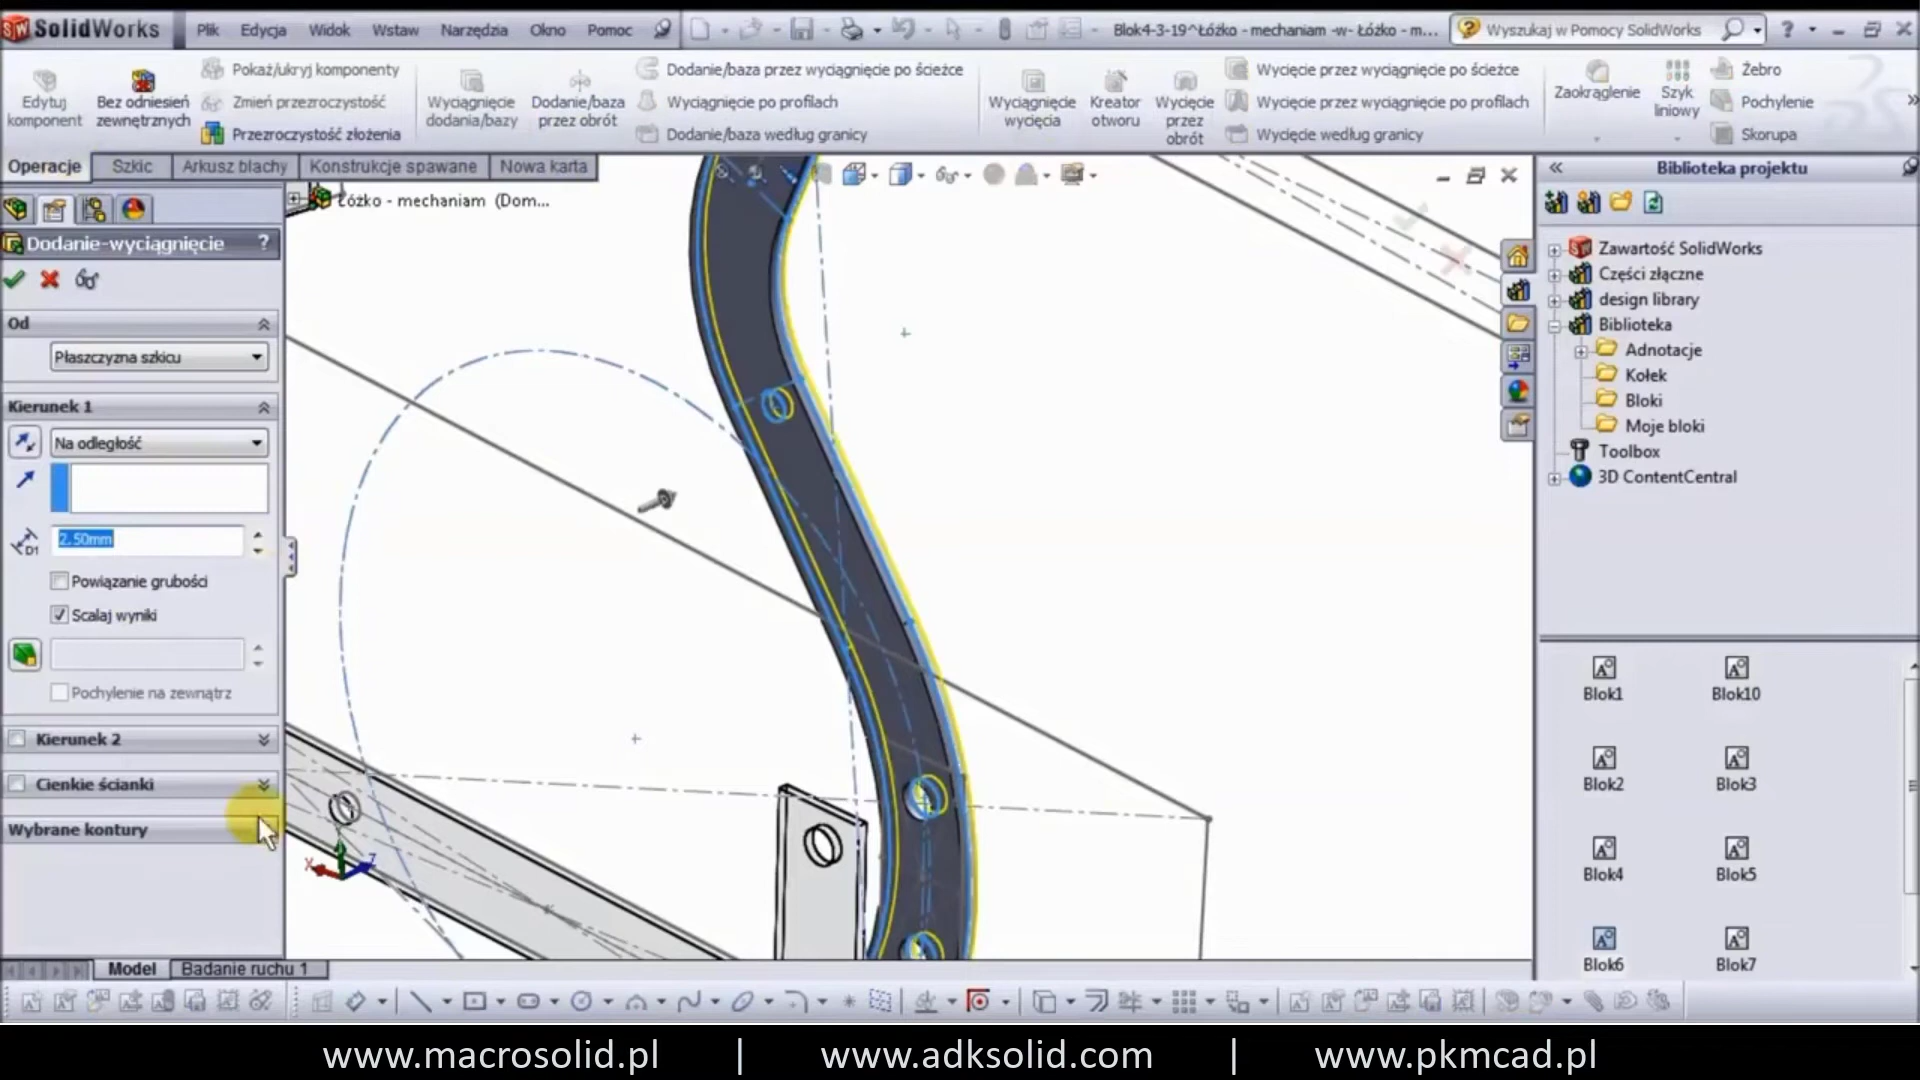 SolidWorks Plik Edycja Widok Wstaw Narzędzia Okno Pomoc Blok4-3-19^Łóżko - mechaniam -w- Łóżko - m... Wyszukaj w Pomocy SolidWorks
Edytuj komponent
Bez odniesień zewnętrznych
Pokaż/ukryj komponenty
Zmień przezroczystość
Przezroczystość złożenia
Wyciągnięcie dodania/bazy
Dodanie/baza przez obrót
Dodanie/baza przez wyciągnięcie po ścieżce
Wyciągnięcie po profilach
Dodanie/baza według granicy
Wyciągnięcie wycięcia
Kreator otworu
Wycięcie przez obrót
Wycięcie przez wyciągnięcie po ścieżce
Wycięcie przez wyciągnięcie po profilach
Wycięcie według granicy
Zaokrąglenie
Szyk liniowy
Żebro
Pochylenie
Skorupa
Operacje Szkic Arkusz blachy Konstrukcje spawane Nowa karta
Łóżko - mechaniam (Dom...
Dodanie-wyciągnięcie ?
Od
Płaszczyzna szkicu
Kierunek 1
Na odległość
D1
2.50mm
Powiązanie grubości
Scalaj wyniki
Pochylenie na zewnątrz
Kierunek 2
Cienkie ścianki
Wybrane kontury
X Z
Biblioteka projektu
Zawartość SolidWorks
Części złączne
design library
Biblioteka
Adnotacje
Kołek
Bloki
Moje bloki
Toolbox
3D ContentCentral
Blok1 Blok10
Blok2 Blok3
Blok4 Blok5
Blok6 Blok7
Model Badanie ruchu 1
www.macrosolid.pl | www.adksolid.com | www.pkmcad.pl